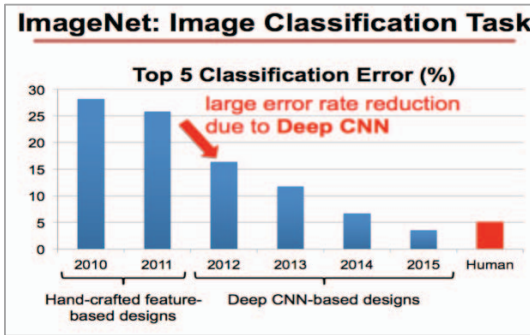 ImageNet: Image Classification Task
Top 5 Classification Error (%)
large error rate reduction
due to Deep CNN
30
25
20
15
10
5
0
2010 2011 2012 2013 2014 2015 Human
Hand-crafted feature- Deep CNN-based designs
based designs